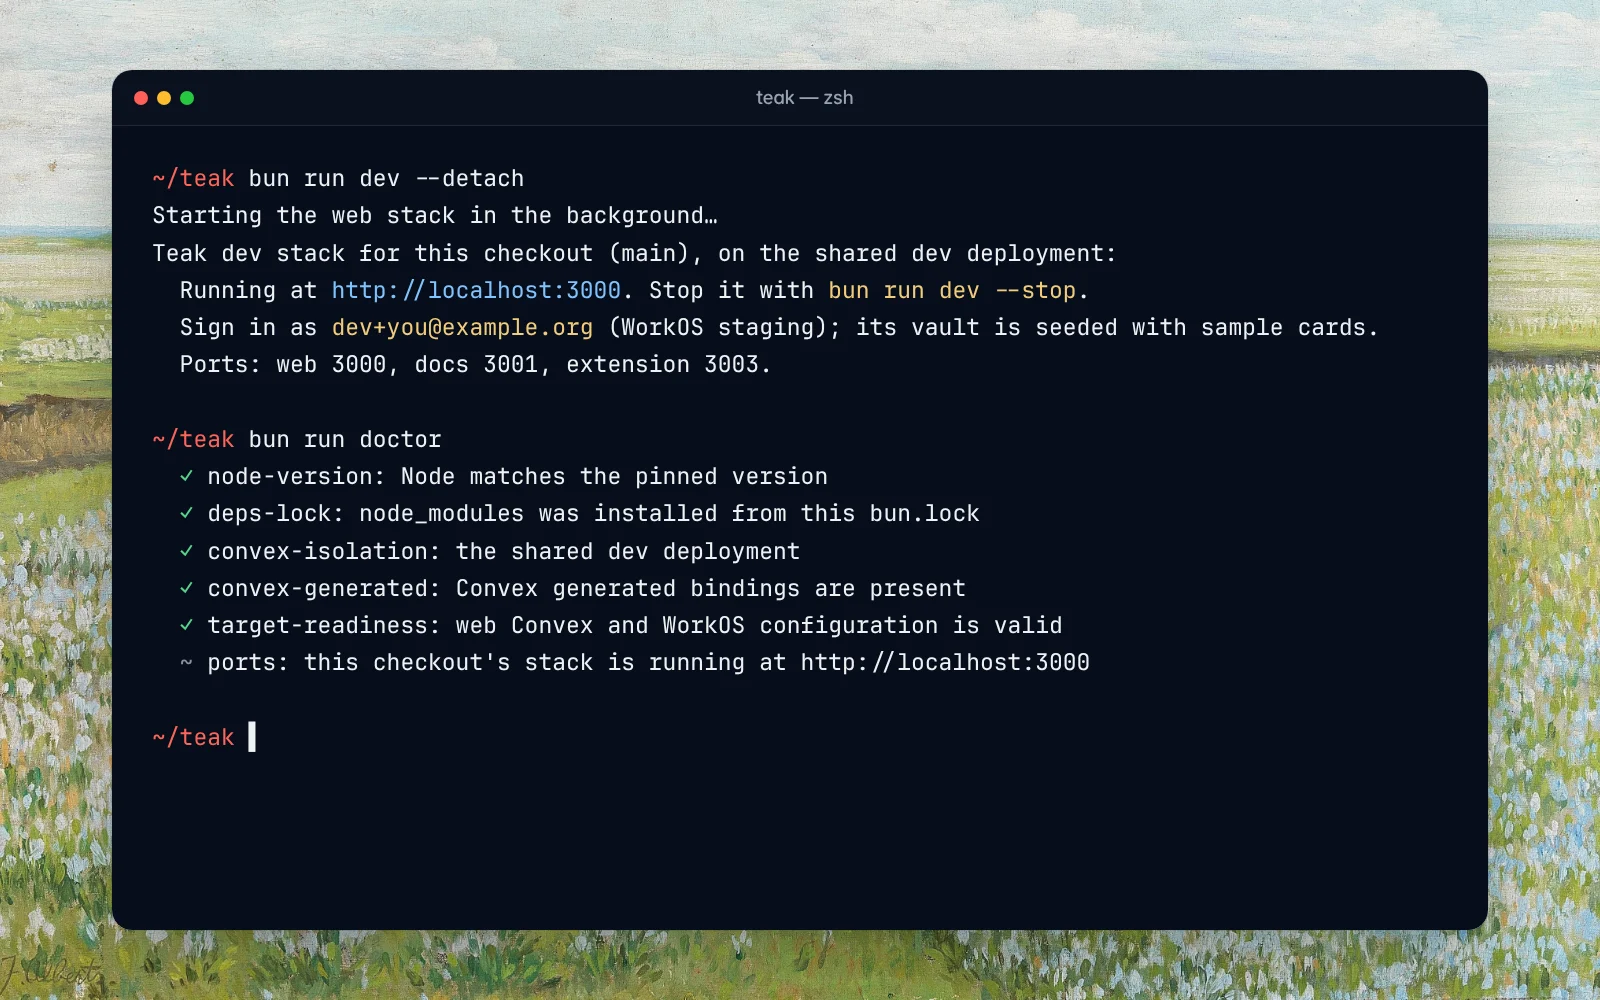 teak — zsh
~/teak bun run dev --detach
Starting the web stack in the background…
Teak dev stack for this checkout (main), on the shared dev deployment:
Running at http://localhost:3000. Stop it with bun run dev --stop.
Sign in as dev+you@example.org (WorkOS staging); its vault is seeded with sample cards.
Ports: web 3000, docs 3001, extension 3003.
~/teak bun run doctor
✓ node-version: Node matches the pinned version
✓ deps-lock: node_modules was installed from this bun.lock
✓ convex-isolation: the shared dev deployment
✓ convex-generated: Convex generated bindings are present
✓ target-readiness: web Convex and WorkOS configuration is valid
~ ports: this checkout's stack is running at http://localhost:3000
~/teak